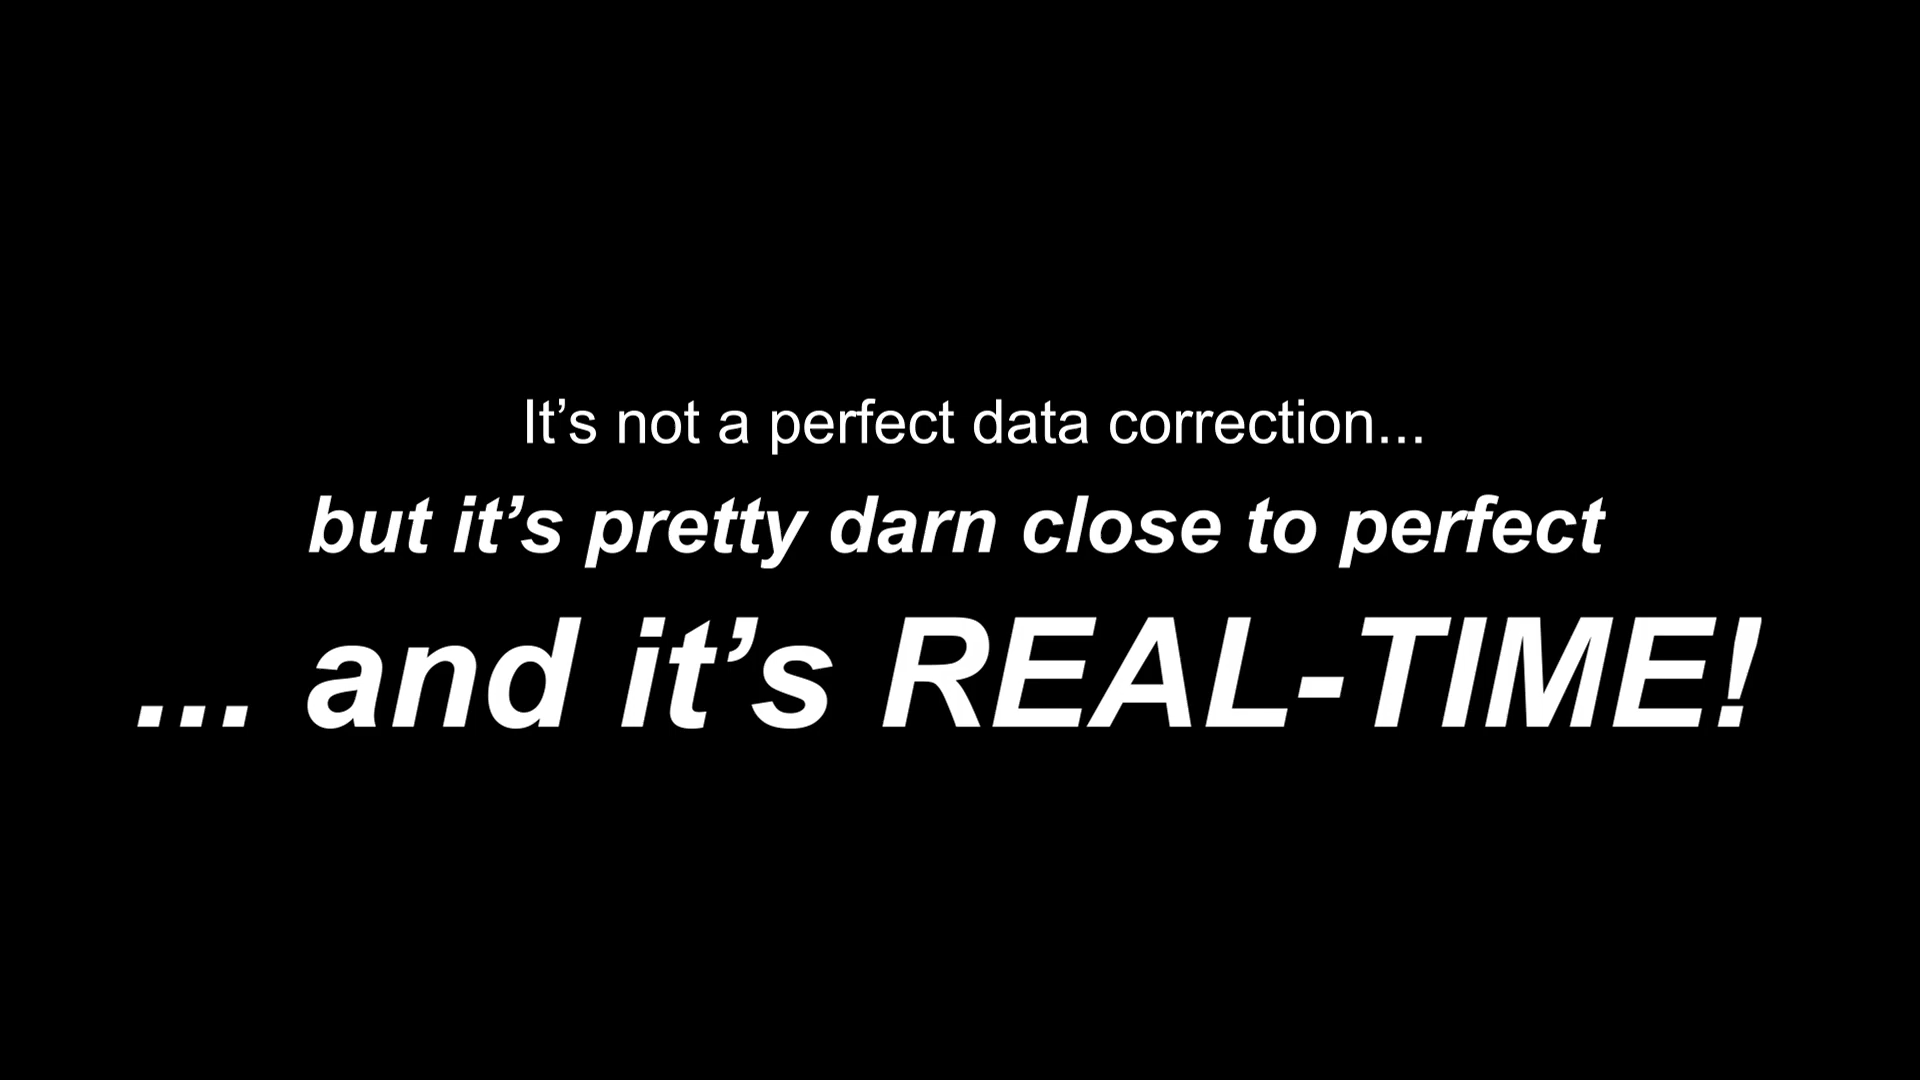 It’s not a perfect data correction...
but it’s pretty darn close to perfect
... and it’s REAL-TIME!